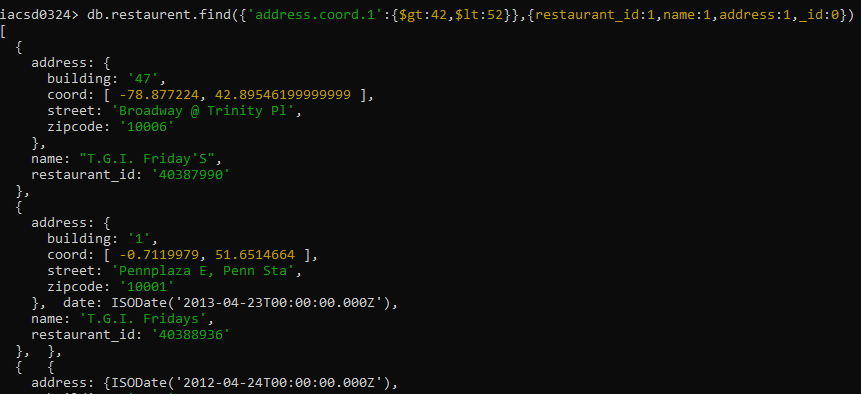 iacsd0324> db.restaurent.find({'address.coord.1':{$gt:42,$lt:52}},{restaurant_id:1,name:1,address:1,_id:0})
[
  {
    address: {
      building: '47',
      coord: [ -78.877224, 42.89546199999999 ],
      street: 'Broadway @ Trinity Pl',
      zipcode: '10006'
    },
    name: "T.G.I. Friday'S",
    restaurant_id: '40387990'
  },
  {
    address: {
      building: '1',
      coord: [ -0.7119979, 51.6514664 ],
      street: 'Pennplaza E, Penn Sta',
      zipcode: '10001'
    },  date: ISODate('2013-04-23T00:00:00.000Z'),
    name: 'T.G.I. Fridays',
    restaurant_id: '40388936'
  },  },
  {   {
    address: {ISODate('2012-04-24T00:00:00.000Z'),